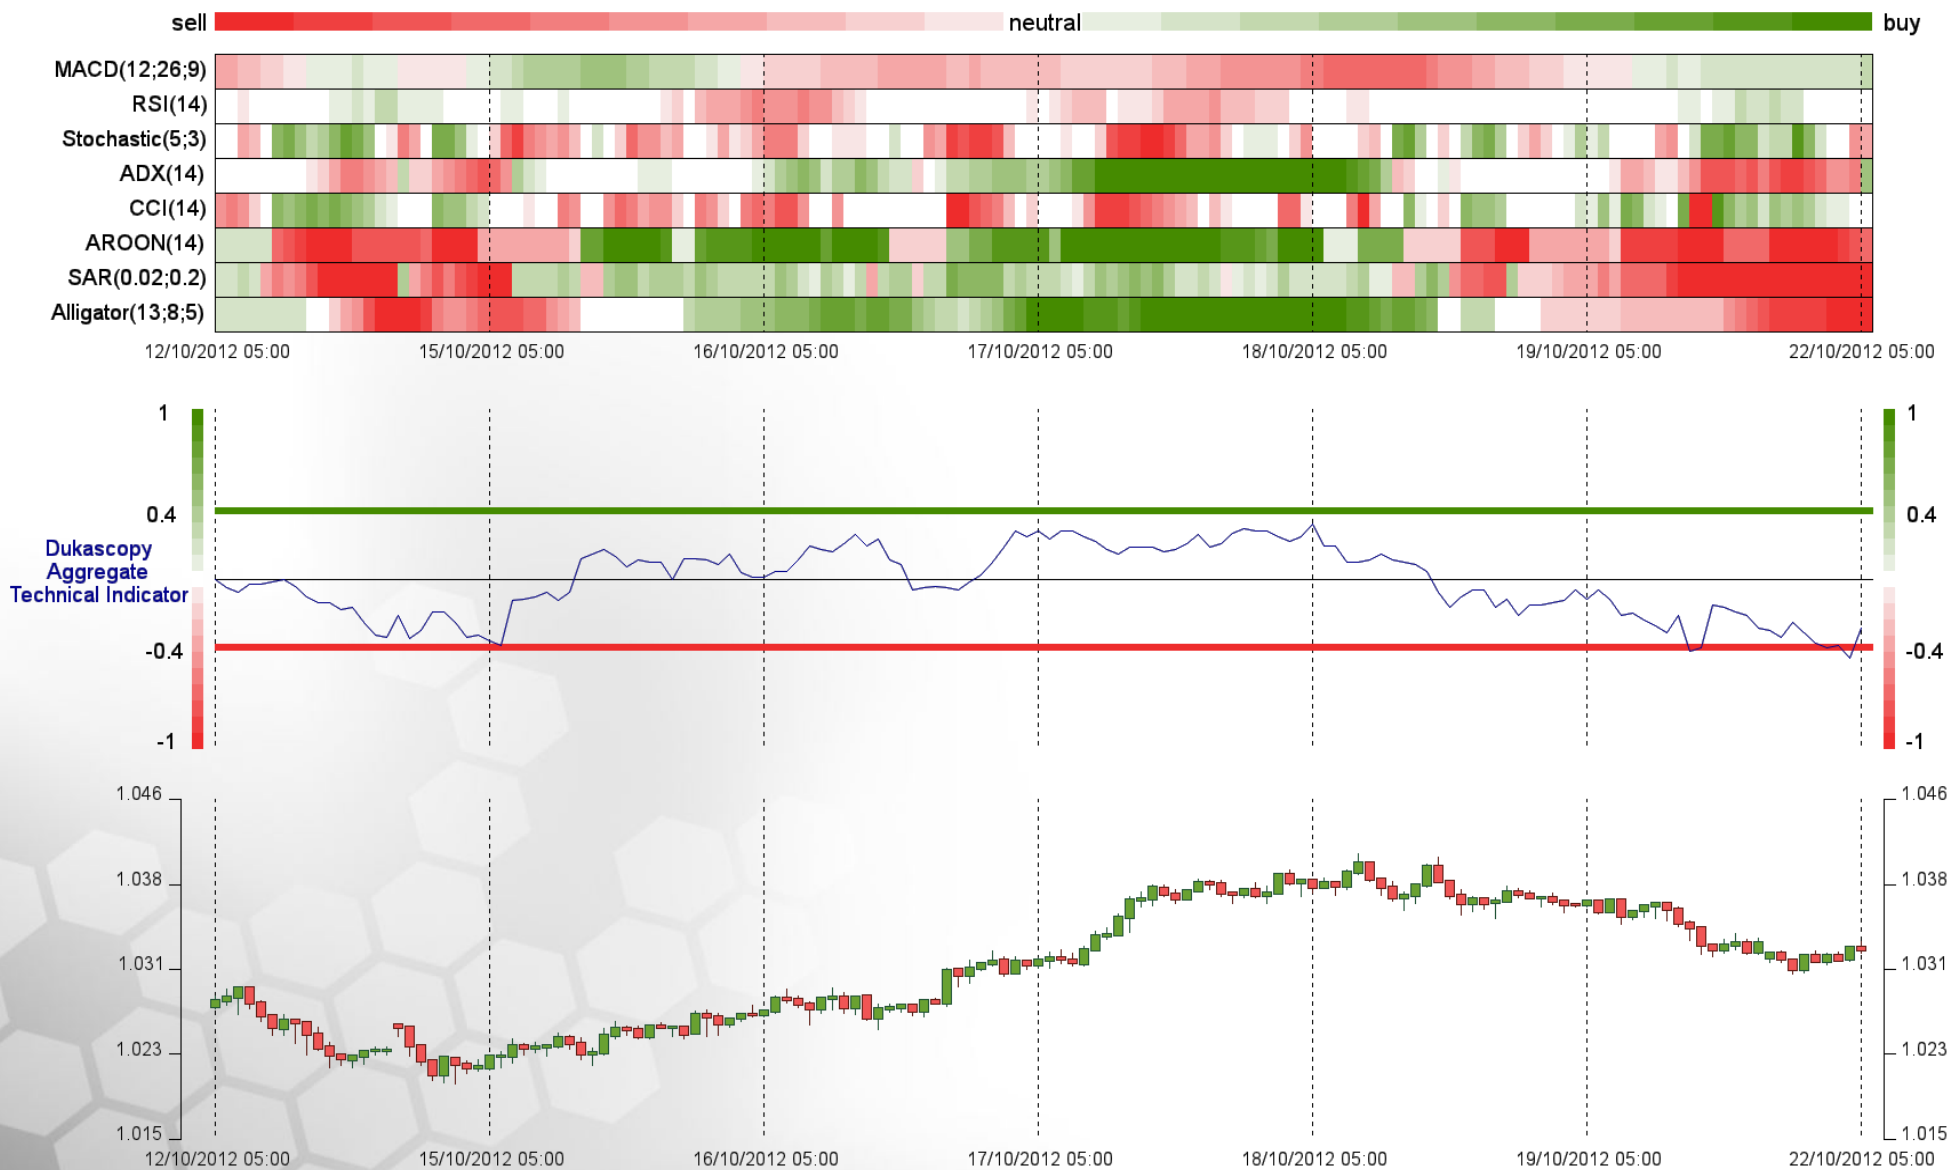 sell neutral buy
MACD(12;26;9)
RSI(14)
Stochastic(5;3)
ADX(14)
CCI(14)
AROON(14)
SAR(0.02;0.2)
Alligator(13;8;5)
12/10/2012 05:00 15/10/2012 05:00 16/10/2012 05:00 17/10/2012 05:00 18/10/2012 05:00 19/10/2012 05:00 22/10/2012 05:00
1 1
0.4 0.4
Dukascopy
Aggregate
Technical Indicator
-0.4 -0.4
-1 -1
1.046 1.046
1.038 1.038
1.031 1.031
1.023 1.023
1.015 1.015
12/10/2012 05:00 15/10/2012 05:00 16/10/2012 05:00 17/10/2012 05:00 18/10/2012 05:00 19/10/2012 05:00 22/10/2012 05:00